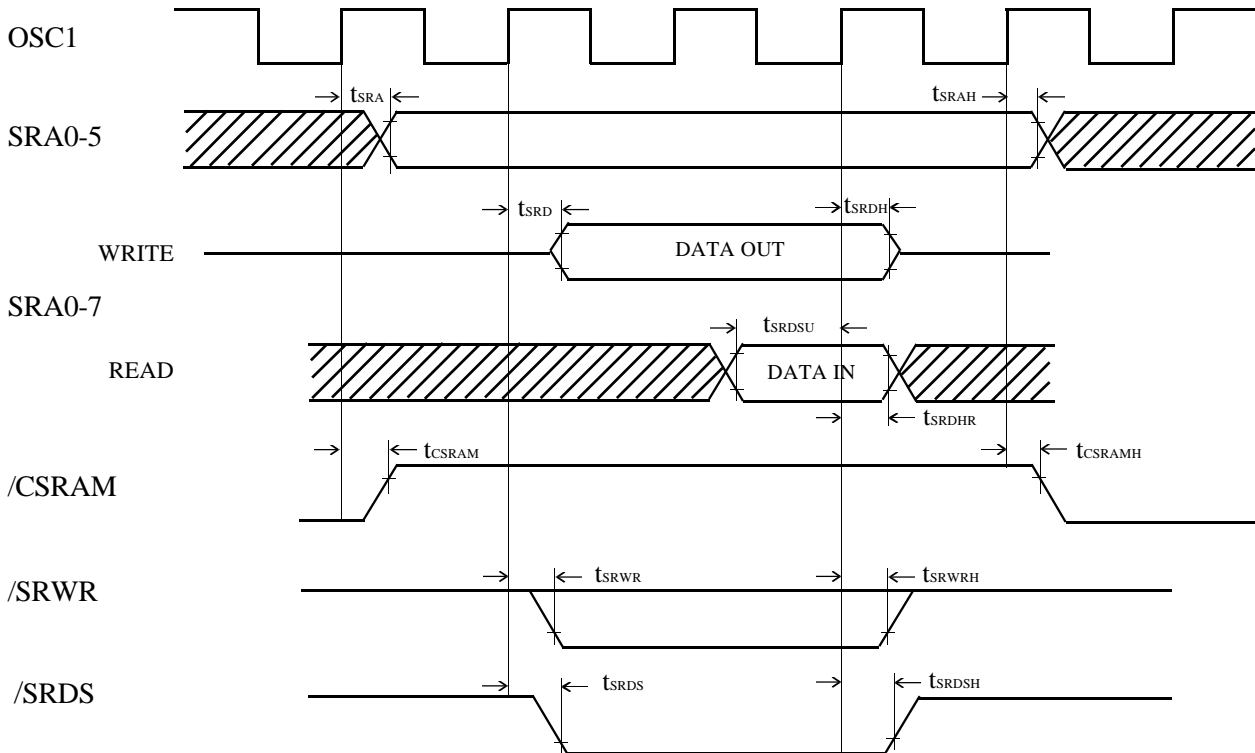 OSC1
tSRA
tSRAH
SRA0-5
tSRD
tSRDH
WRITE
DATA OUT
SRA0-7
tSRDSU
READ
DATA IN
tSRDHR
tCSRAM
tCSRAMH
/CSRAM
tSRWR
tSRWRH
/SRWR
tSRDS
tSRDSH
/SRDS